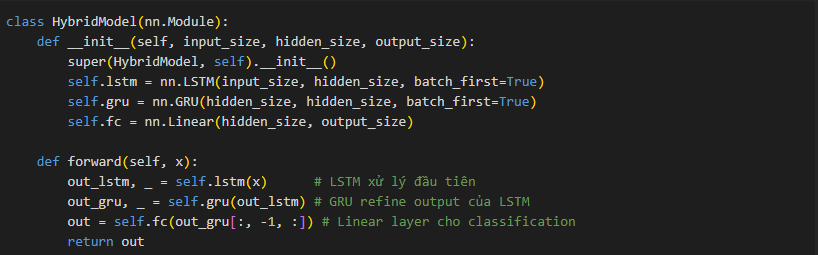 class HybridModel(nn.Module):
    def __init__(self, input_size, hidden_size, output_size):
        super(HybridModel, self).__init__()
        self.lstm = nn.LSTM(input_size, hidden_size, batch_first=True)
        self.gru = nn.GRU(hidden_size, hidden_size, batch_first=True)
        self.fc = nn.Linear(hidden_size, output_size)
    def forward(self, x):
        out_lstm, _ = self.lstm(x)      # LSTM xử lý đầu tiên
        out_gru, _ = self.gru(out_lstm) # GRU refine output của LSTM
        out = self.fc(out_gru[:, -1, :]) # Linear layer cho classification
        return out